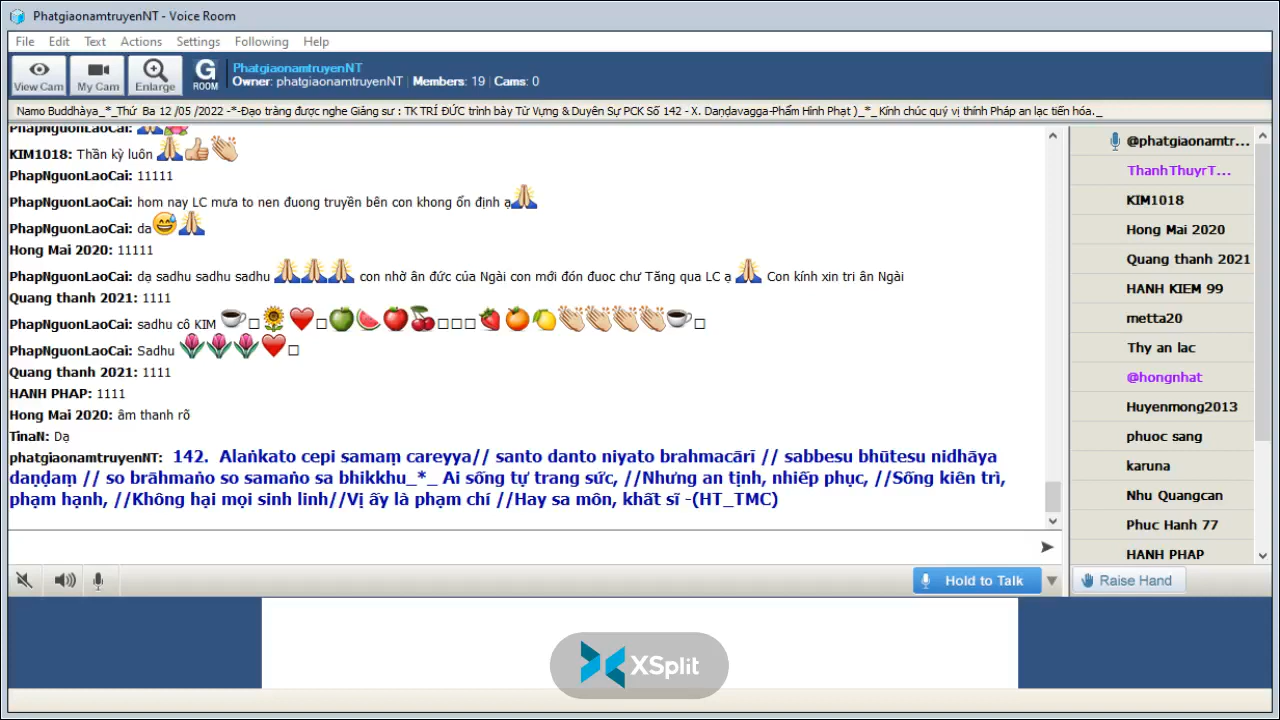 PhatgiaonamtruyenNT - Voice Room
File Edit Text Actions Settings Following Help
View Cam
My Cam
Enlarge
G ROOM
PhatgiaonamtruyenNT
Owner: phatgiaonamtruyenNT Members: 19 Cams: 0
Namo Buddhàya_*_Thứ Ba 12 /05 /2022 -*-Đạo tràng được nghe Giảng sư : TK TRÍ ĐỨC trình bày Từ Vựng & Duyên Sự PCK Số 142 - X. Daṇḍavagga-Phẩm Hình Phạt )_*_ Kính chúc quý vị thính Pháp an lạc tiến hóa._
PhapNguonLaoCai:
KIM1018: Thần kỳ luôn
PhapNguonLaoCai: 11111
PhapNguonLaoCai: hom nay LC mưa to nen đuong truyền bên con khong ổn định ạ
PhapNguonLaoCai: da
Hong Mai 2020: 11111
PhapNguonLaoCai: dạ sadhu sadhu sadhu con nhờ ân đức của Ngài con mới đón đuoc chư Tăng qua LC ạ Con kính xin tri ân Ngài
Quang thanh 2021: 1111
PhapNguonLaoCai: sadhu cô KIM
PhapNguonLaoCai: Sadhu
Quang thanh 2021: 1111
HANH PHAP: 1111
Hong Mai 2020: âm thanh rõ
TinaN: Dạ
phatgiaonamtruyenNT: 142. Alaṅkato cepi samaṃ careyya// santo danto niyato brahmacārī // sabbesu bhūtesu nidhāya
daṇḍaṃ // so brāhmaṅo so samaṅo sa bhikkhu_*_ Ai sống tự trang sức, //Nhưng an tịnh, nhiếp phục, //Sống kiên trì,
phạm hạnh, //Không hại mọi sinh linh//Vị ấy là phạm chí //Hay sa môn, khất sĩ -(HT_TMC)
@phatgiaonamtr...
ThanhThuyrT...
KIM1018
Hong Mai 2020
Quang thanh 2021
HANH KIEM 99
metta20
Thy an lac
@hongnhat
Huyenmong2013
phuoc sang
karuna
Nhu Quangcan
Phuc Hanh 77
HANH PHAP
Hold to Talk
Raise Hand
XSplit